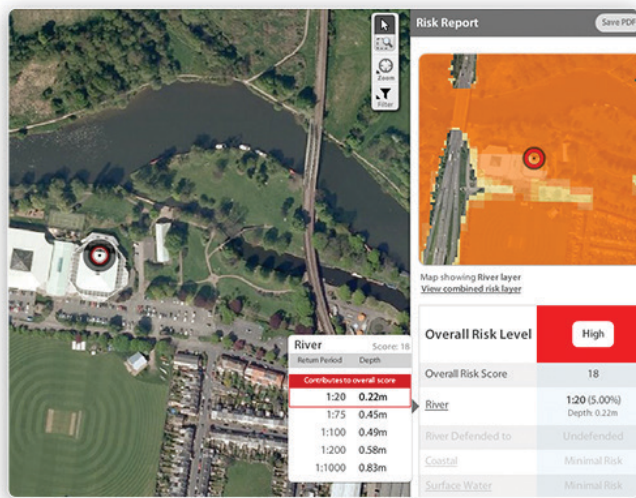 Zoom
Filter
River Score: 18
Return Period Depth
Contributes to overall score
1:20 0.22m
1:75 0.45m
1:100 0.49m
1:200 0.58m
1:1000 0.83m
Risk Report Save PDF
Map showing River layer
View combined risk layer
Overall Risk Level High
Overall Risk Score 18
River 1:20 (5.00%)
Depth: 0.22m
River Defended to Undefended
Coastal Minimal Risk
Surface Water Minimal Risk